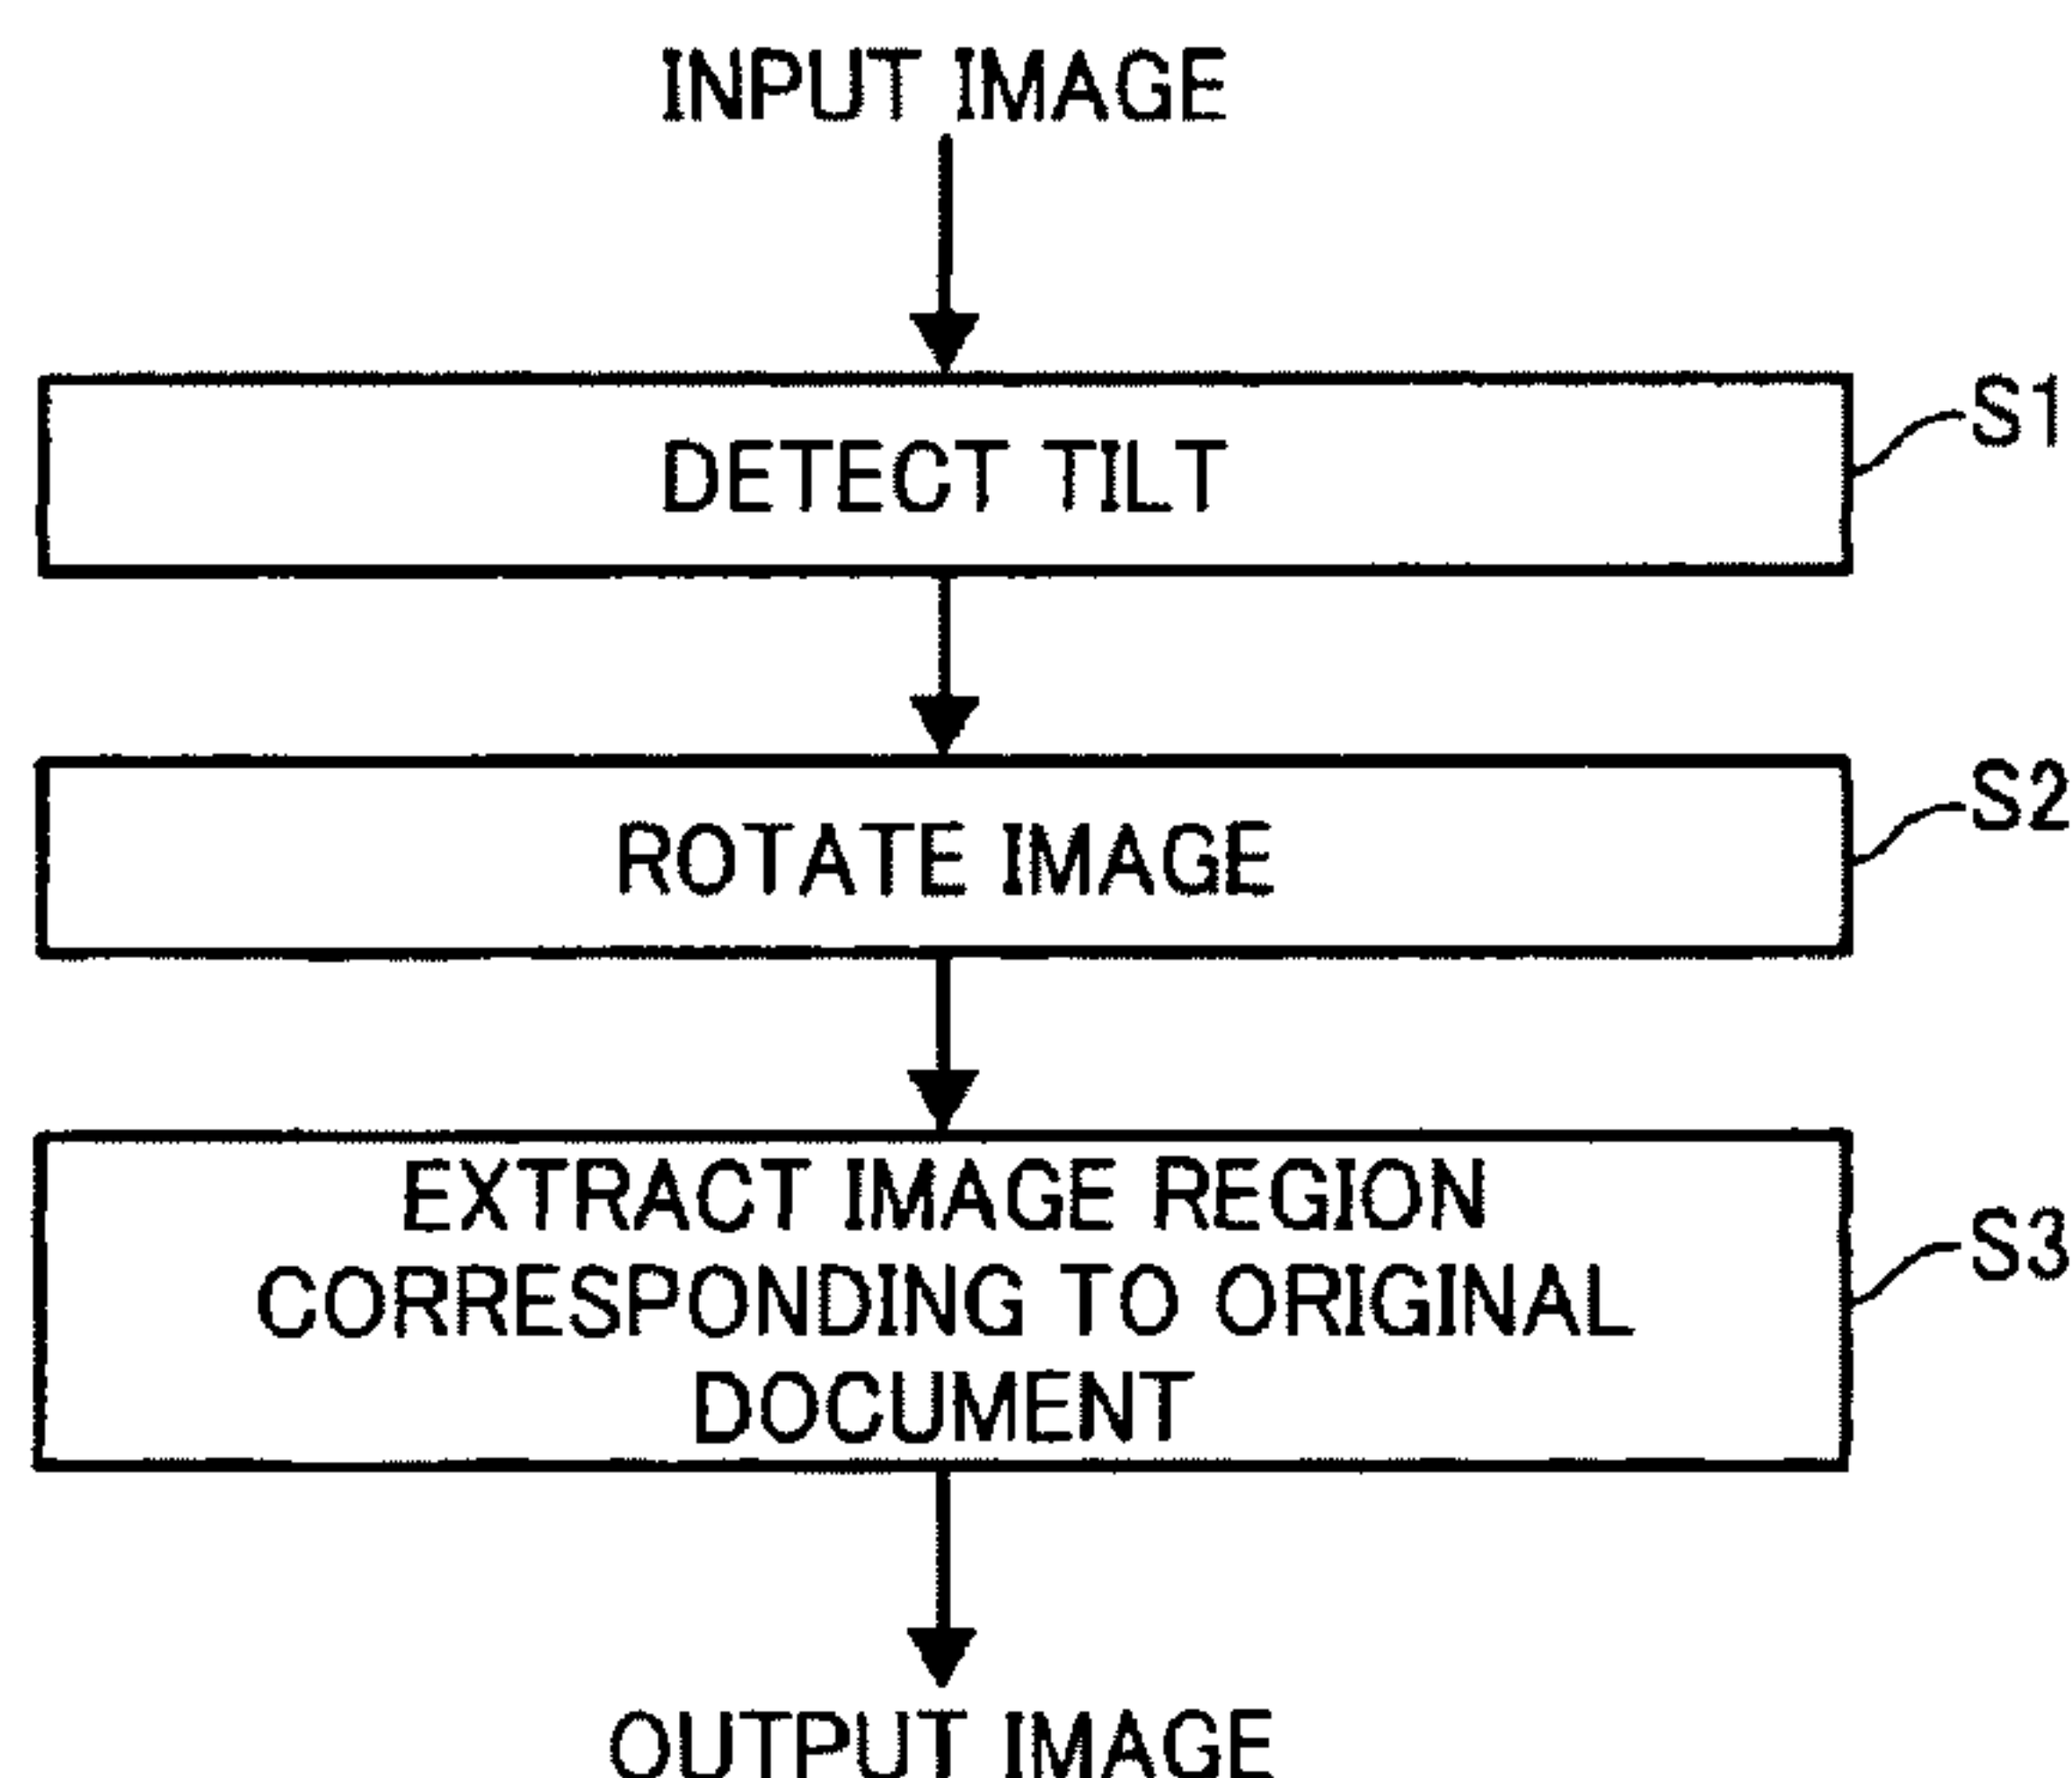 INPUT IMAGE
DETECT TILT
S1
ROTATE IMAGE
S2
EXTRACT IMAGE REGION
CORRESPONDING TO ORIGINAL
DOCUMENT
S3
OUTPUT IMAGE